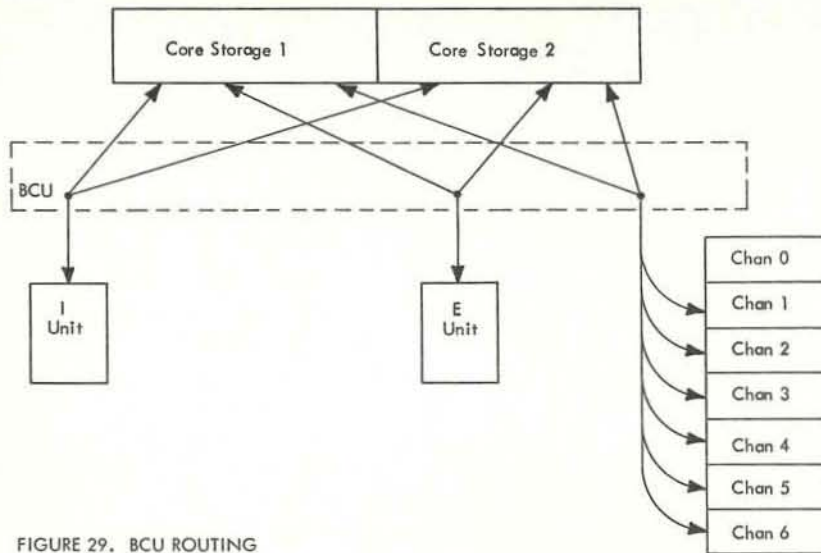 Core Storage 1
Core Storage 2
BCU
I
Unit
E
Unit
Chan 0
Chan 1
Chan 2
Chan 3
Chan 4
Chan 5
Chan 6
FIGURE 29. BCU ROUTING